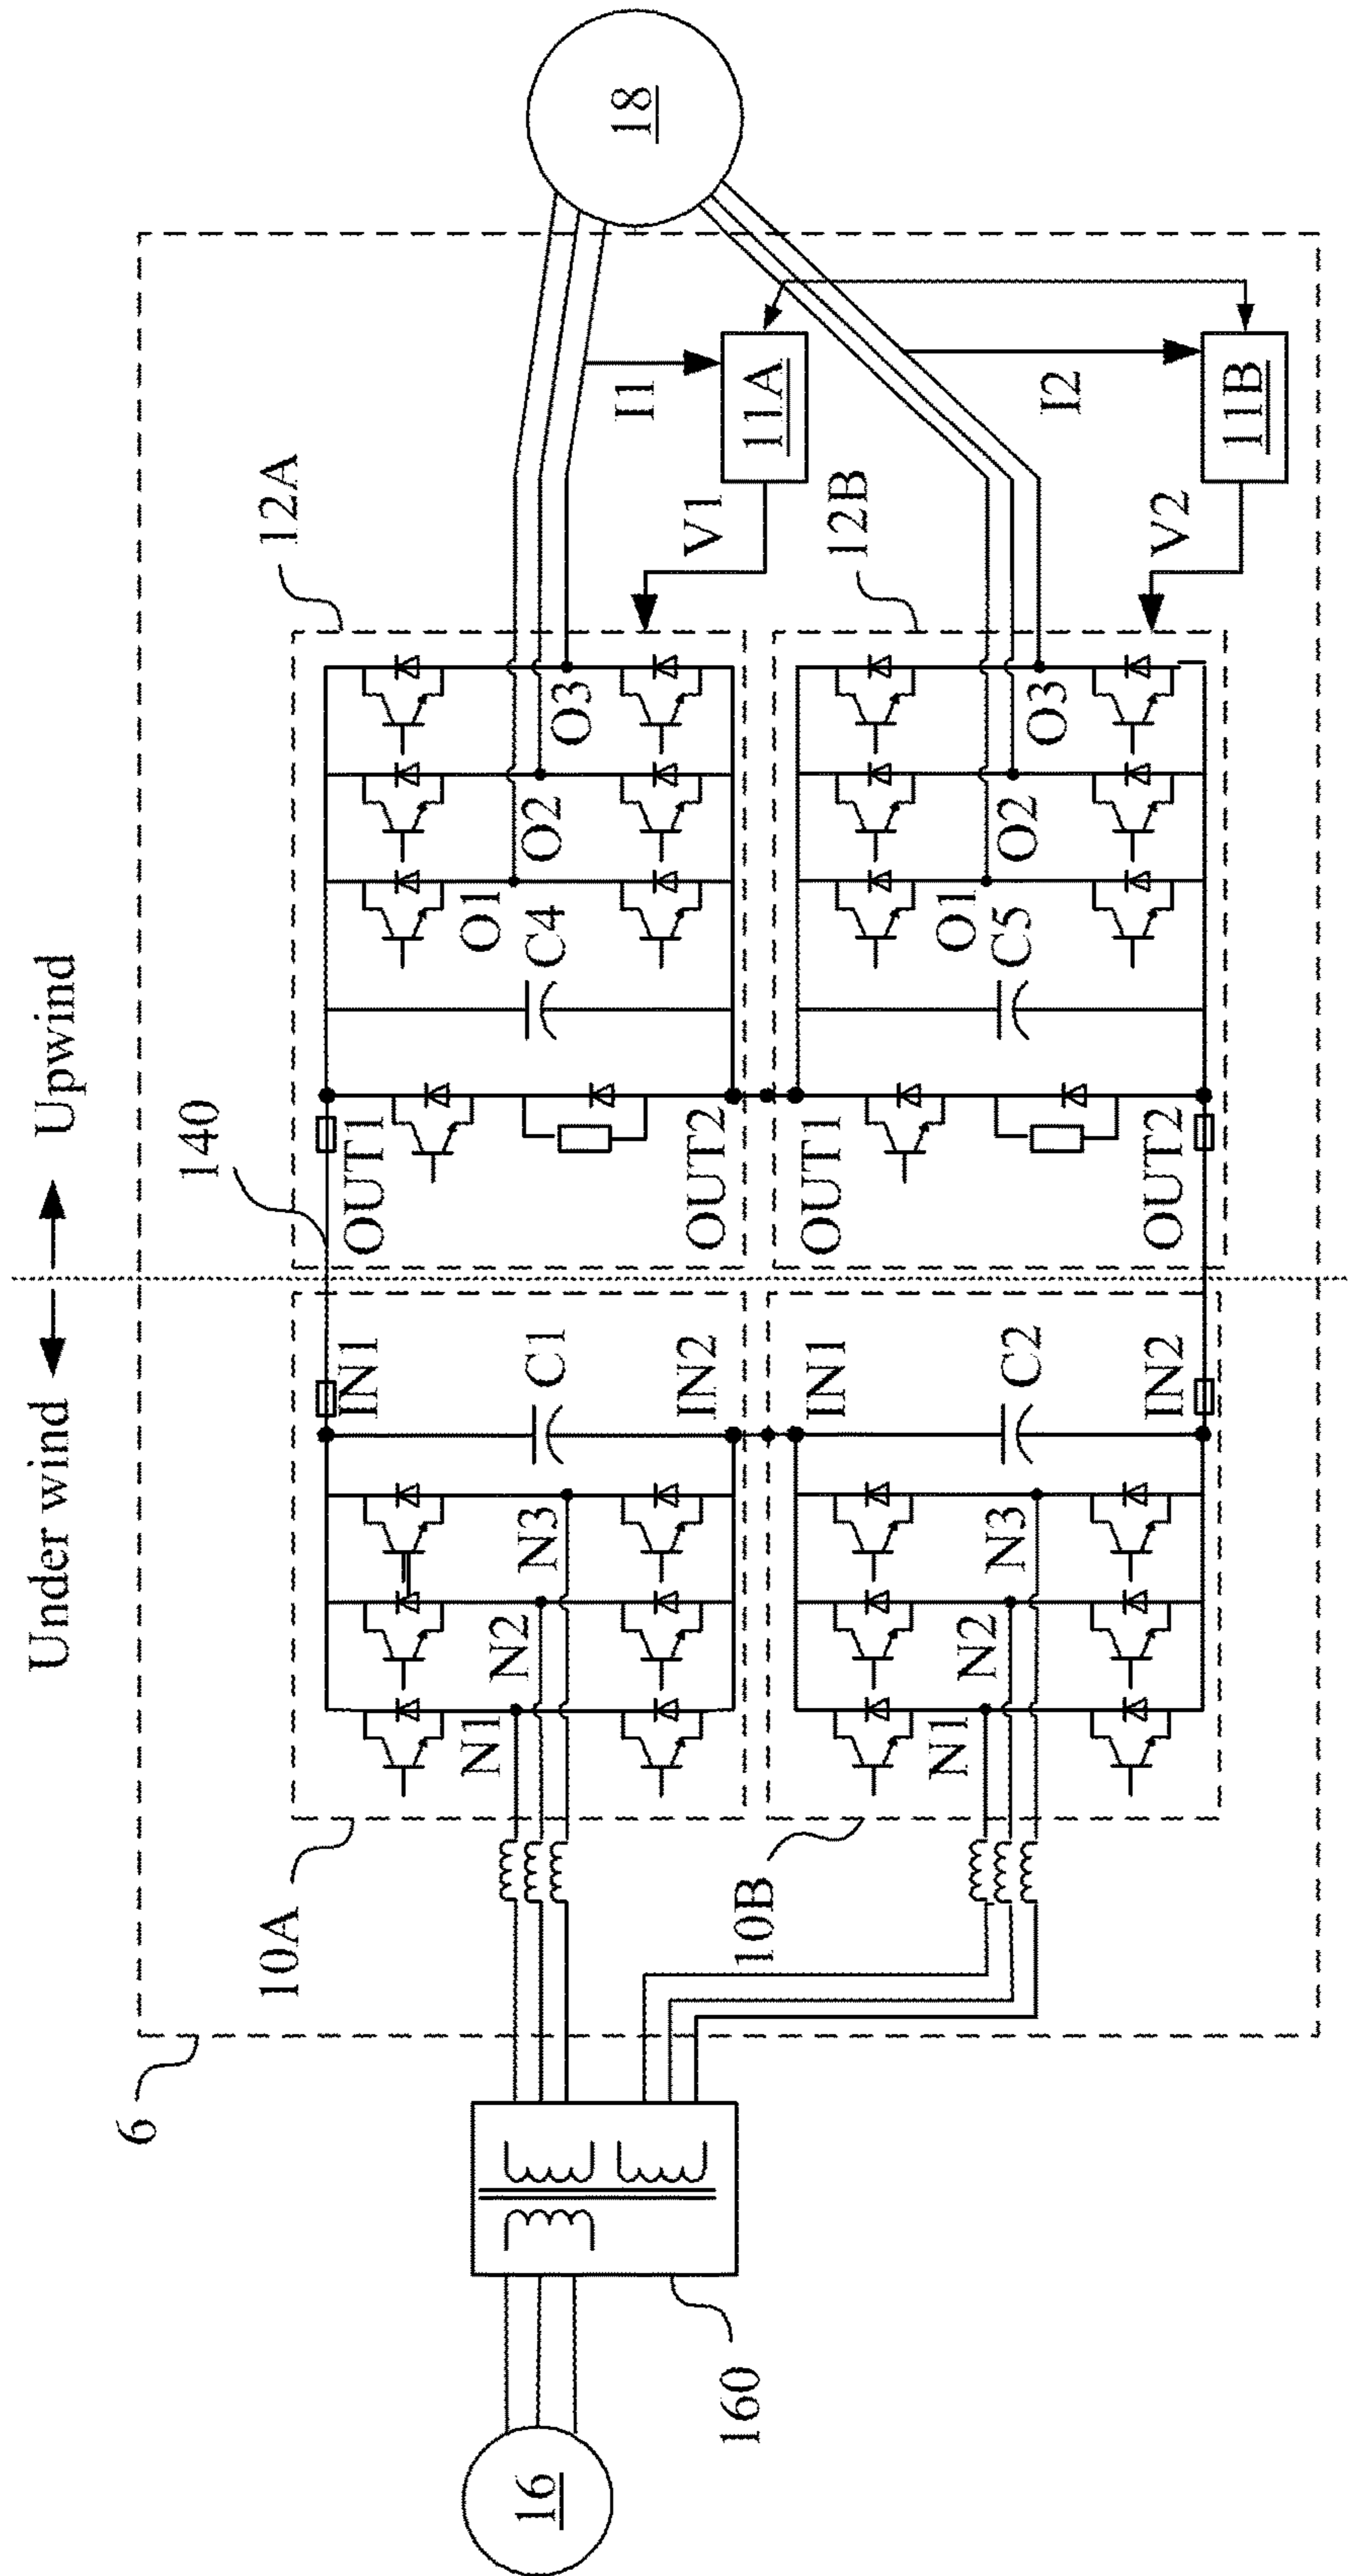 Under wind
Upwind
6
140
10A
12A
IN1
OUT1
N1
N2
N3
C1
C4
O1
O2
O3
I1
V1
11A
18
16
160
IN2
OUT2
10B
12B
IN1
OUT1
N1
N2
N3
C2
C5
O1
O2
O3
I2
V2
11B
IN2
OUT2